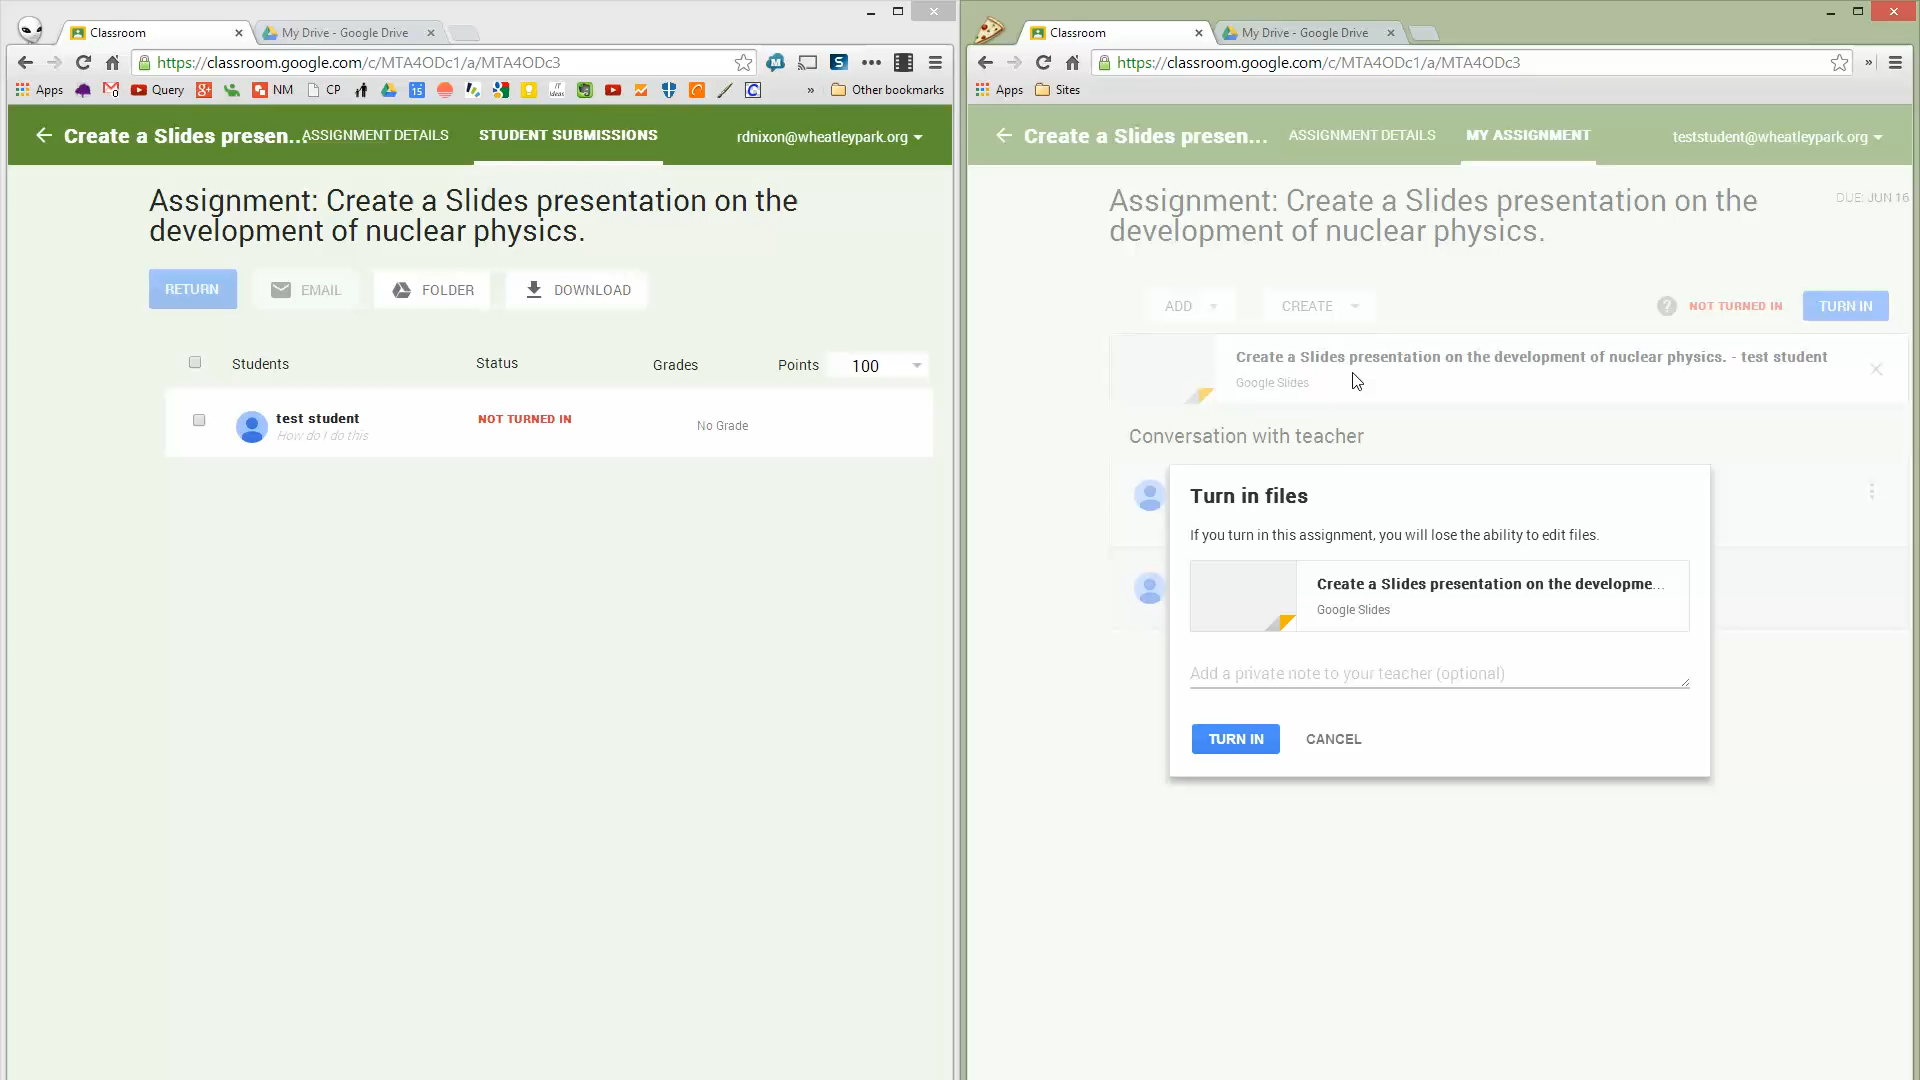 Classroom
My Drive - Google Drive
https://classroom.google.com/c/MTA4ODc1/a/MTA4ODc3
Apps
Query
NM
CP
Other bookmarks
Create a Slides presen...
ASSIGNMENT DETAILS
STUDENT SUBMISSIONS
rdnixon@wheatleypark.org
Assignment: Create a Slides presentation on the
development of nuclear physics.
RETURN
EMAIL
FOLDER
DOWNLOAD
Students
Status
Grades
Points
100
test student
How do I do this
NOT TURNED IN
No Grade
Classroom
My Drive - Google Drive
https://classroom.google.com/c/MTA4ODc1/a/MTA4ODc3
Apps
Sites
Create a Slides presen...
ASSIGNMENT DETAILS
MY ASSIGNMENT
teststudent@wheatleypark.org
Assignment: Create a Slides presentation on the
development of nuclear physics.
DUE: JUN 16
ADD
CREATE
NOT TURNED IN
TURN IN
Create a Slides presentation on the development of nuclear physics. - test student
Google Slides
Conversation with teacher
Turn in files
If you turn in this assignment, you will lose the ability to edit files.
Create a Slides presentation on the developme...
Google Slides
Add a private note to your teacher (optional)
TURN IN
CANCEL